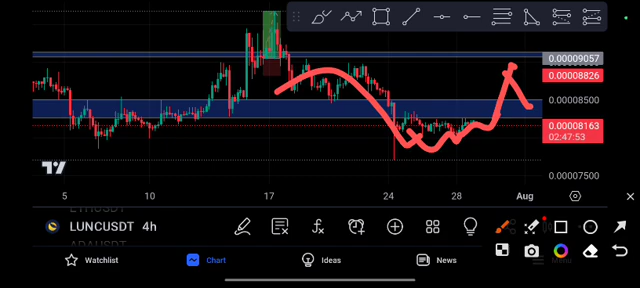 0.00009057
0.00008826
0.00008500
0.00008163
02:47:53
0.00007500
5 10 17 24 28 Aug
LUNCUSDT 4h
Watchlist Chart Ideas News